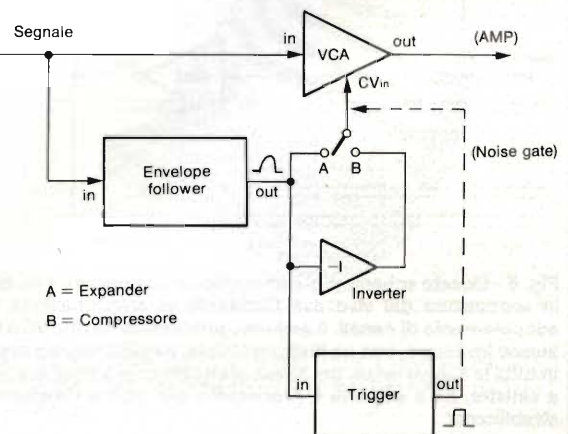 Segnale
in
VCA
out
(AMP)
CVin
(Noise gate)
Envelope
follower
in
out
A
B
I
Inverter
A = Expander
B = Compressore
in
Trigger
out